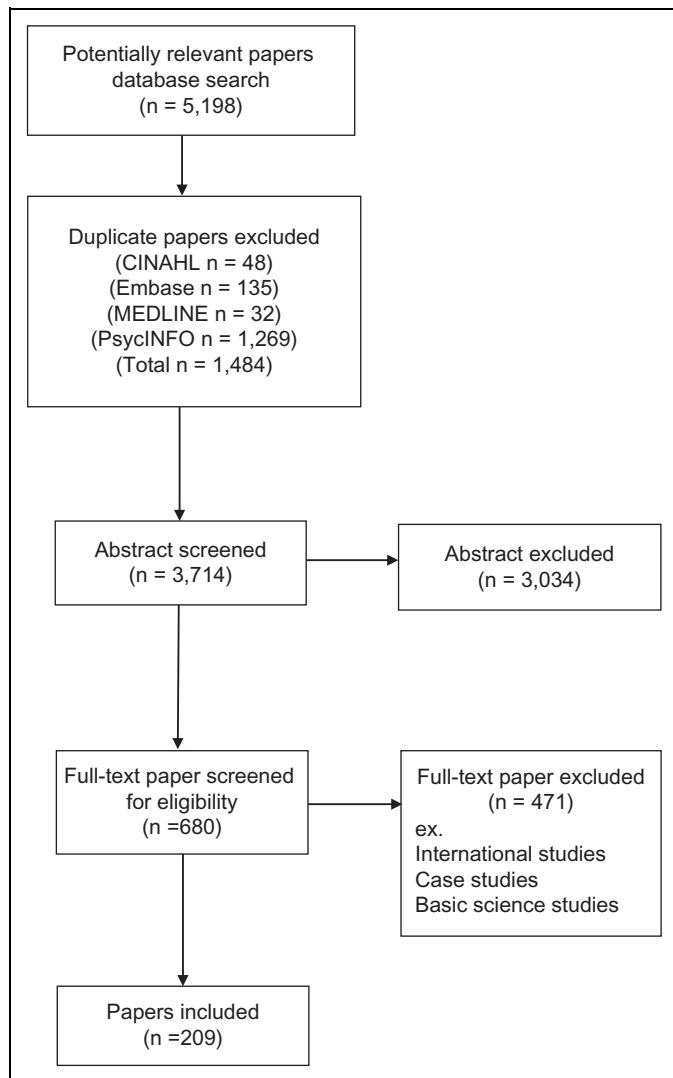 Potentially relevant papers
database search
(n = 5,198)
Duplicate papers excluded
(CINAHL n = 48)
(Embase n = 135)
(MEDLINE n = 32)
(PsycINFO n = 1,269)
(Total n = 1,484)
Abstract screened
(n = 3,714)
Abstract excluded
(n = 3,034)
Full-text paper screened
for eligibility
(n =680)
Full-text paper excluded
(n = 471)
ex.
International studies
Case studies
Basic science studies
Papers included
(n =209)